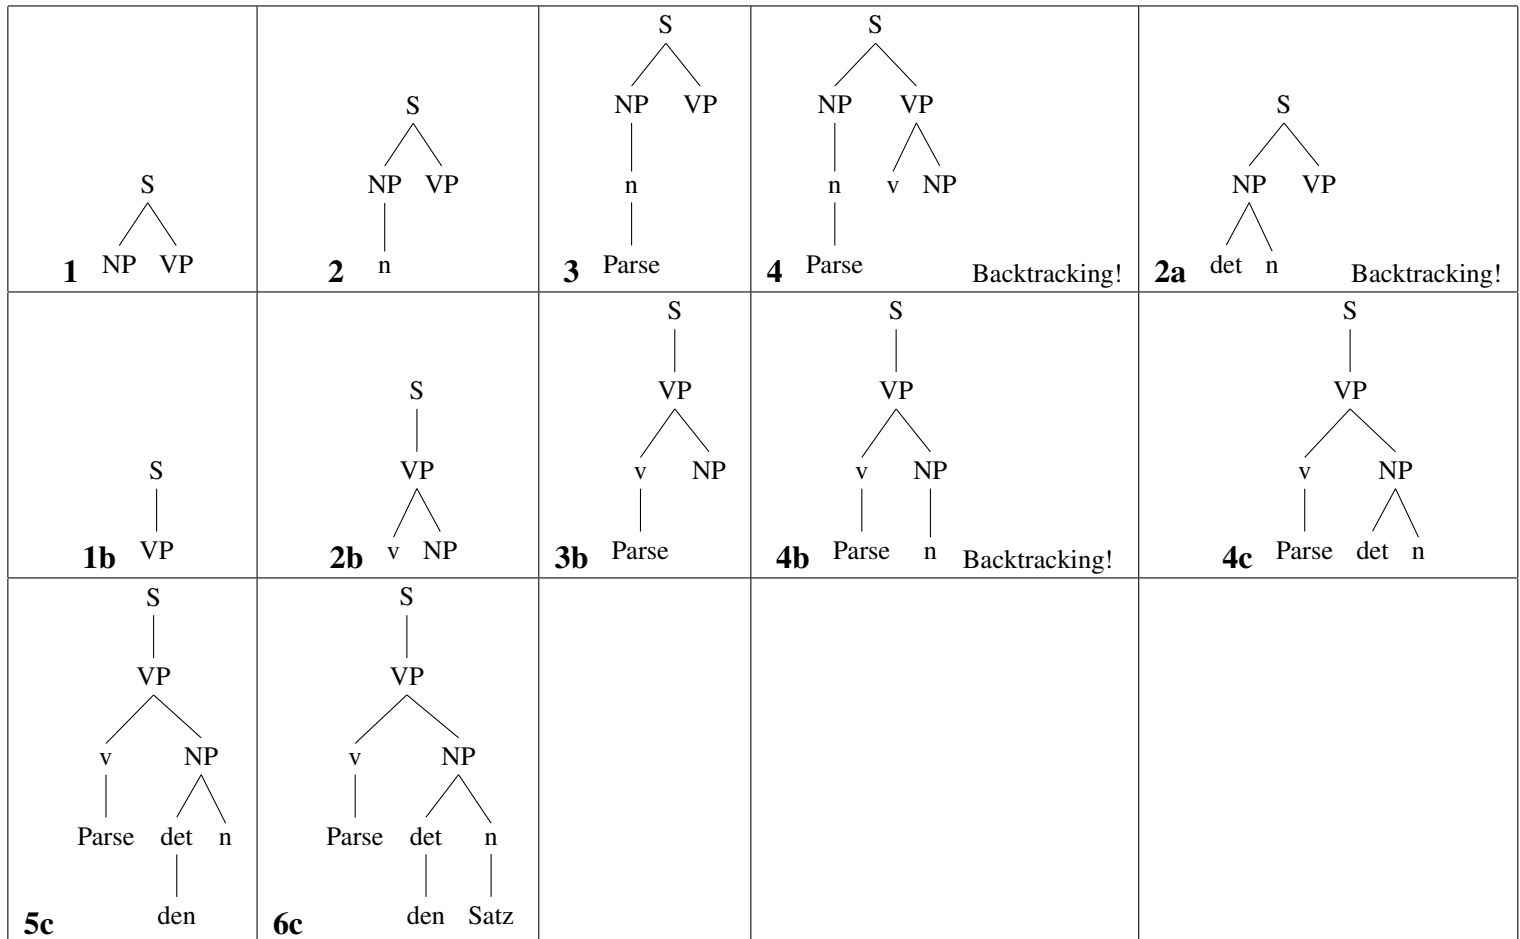 S
NP VP
1
S
NP VP
n
2
S
NP VP
n
Parse
3
S
NP VP
n v NP
Parse
4 Backtracking!
S
NP VP
det n
2a Backtracking!
S
VP
1b
S
VP
v NP
2b
S
VP
v NP
Parse
3b
S
VP
v NP
Parse n
4b Backtracking!
S
VP
v NP
Parse det n
4c
S
VP
v NP
Parse det n
den
5c
S
VP
v NP
Parse det n
den Satz
6c